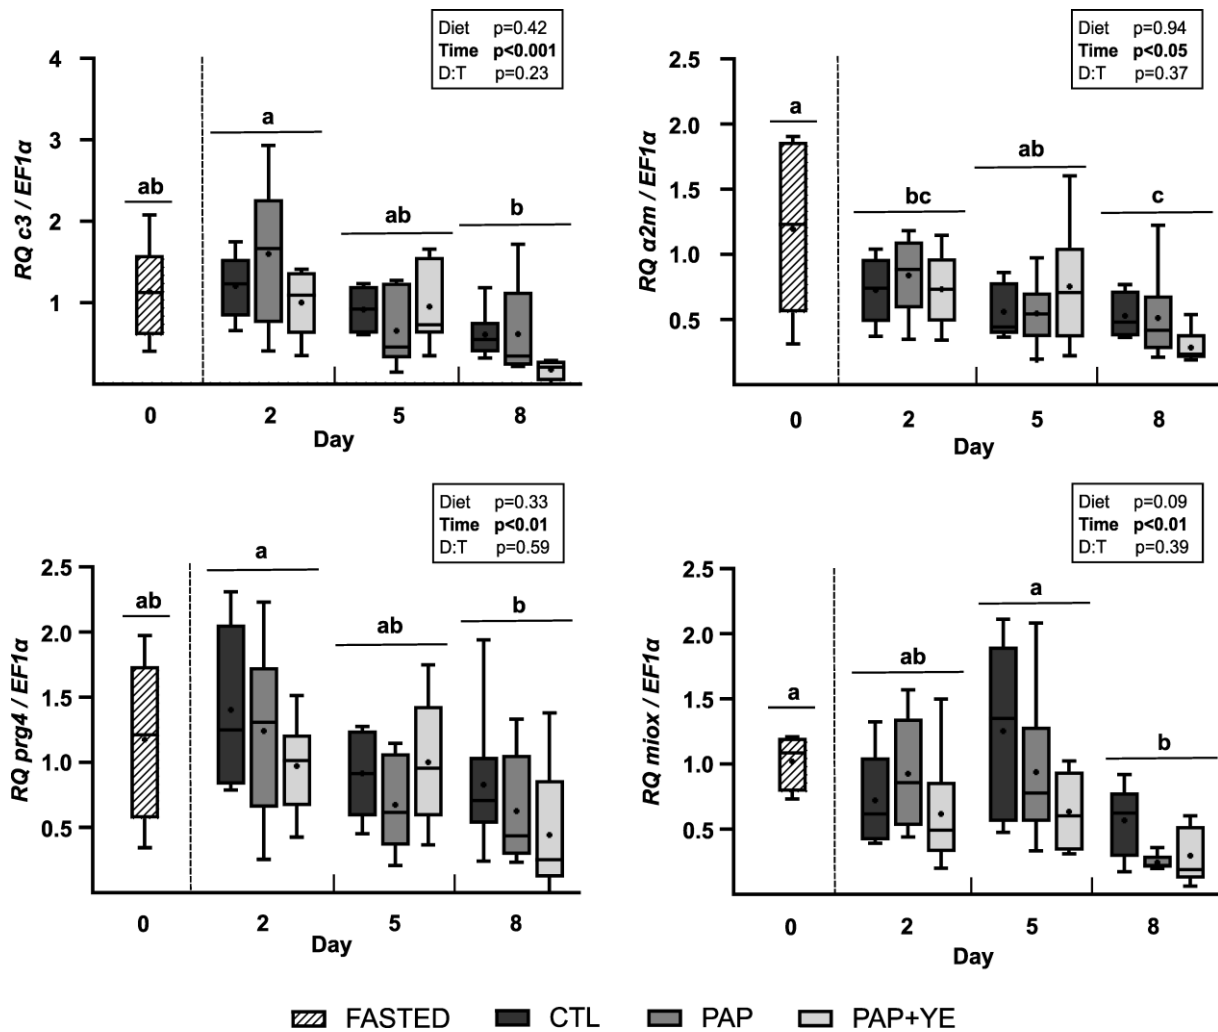 Diet p=0.42
Time p<0.001
D:T p=0.23
RQ c3 / EF1α
4
3
2
1
ab
a
ab
b
0 2 5 8
Day
Diet p=0.94
Time p<0.05
D:T p=0.37
RQ α2m / EF1α
2.5
2.0
1.5
1.0
0.5
a
bc
ab
c
0 2 5 8
Day
Diet p=0.33
Time p<0.01
D:T p=0.59
RQ prg4 / EF1α
2.5
2.0
1.5
1.0
0.5
ab
a
ab
b
0 2 5 8
Day
Diet p=0.09
Time p<0.01
D:T p=0.39
RQ miox / EF1α
2.5
2.0
1.5
1.0
0.5
a
ab
a
b
0 2 5 8
Day
FASTED CTL PAP PAP+YE